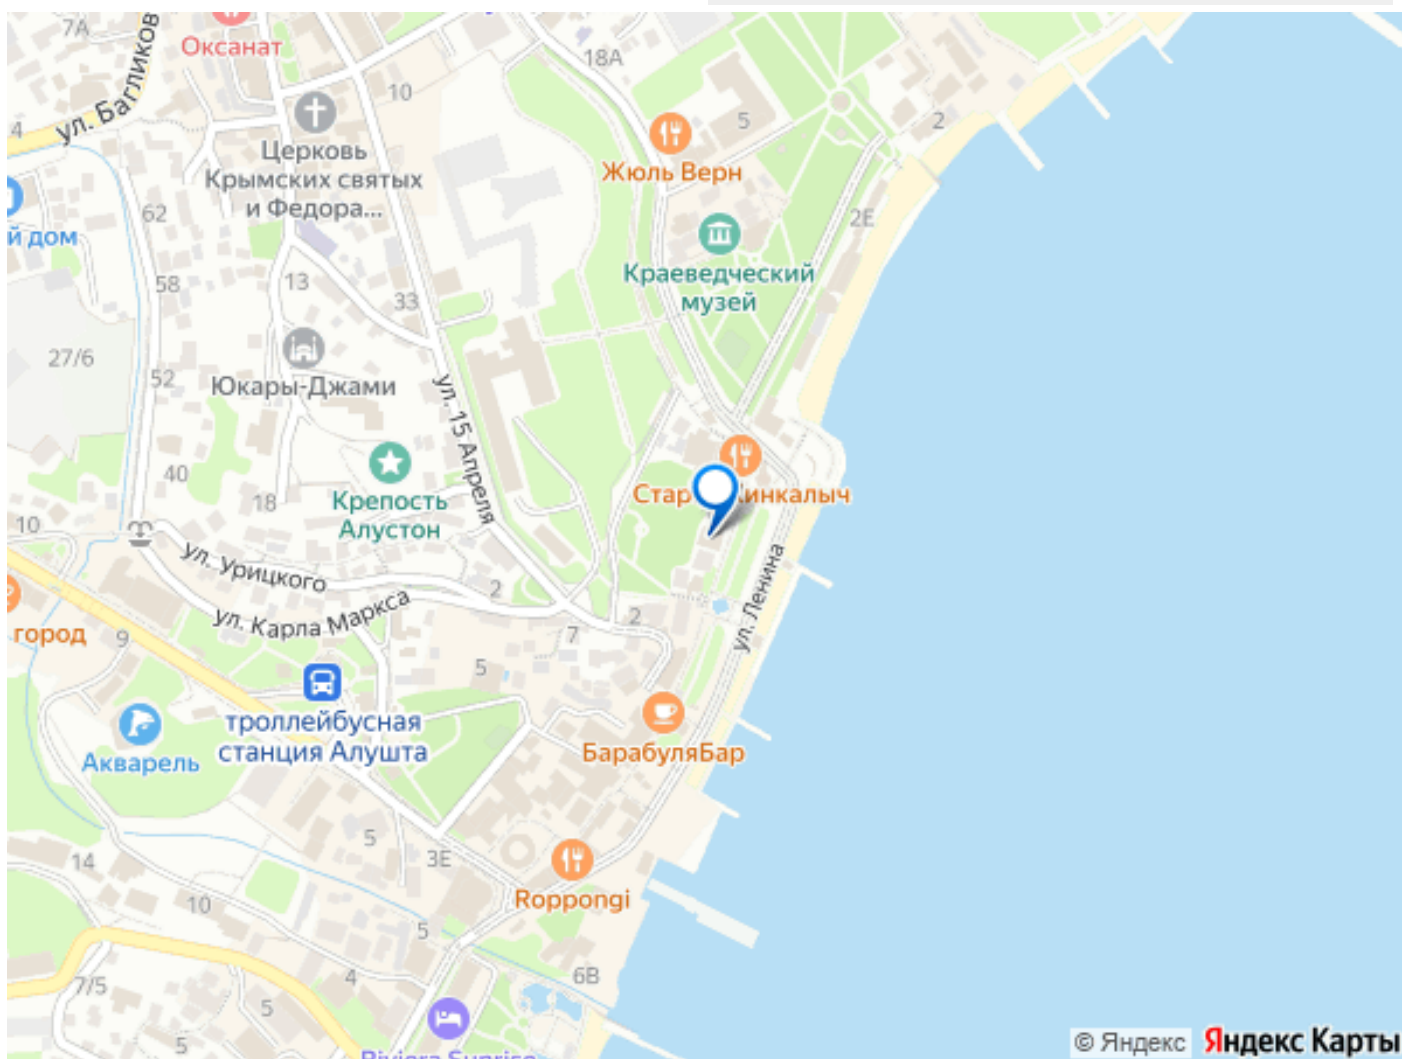 7А
Оксанат
18А
ул. Багликов
10
5
2
4
Церковь
Крымских святых
и Федора...
Жюль Верн
62
й дом
2Е
Краеведческий
музей
58
13
33
27/6
52
Юкары-Джами
ул. 15 Апреля
40
18
Крепость
Алустон
Стар инкалыч
10
ул. Урицкого
2
ул. Карла Маркса
ул. Ленина
город
9
7
2
5
троллейбусная
станция Алушта
Акварель
БарабуляБар
5
3Е
14
10
Roppongi
5
4
6В
7/5
5
5
Riviera Sunrise
© Яндекс Яндекс Карты